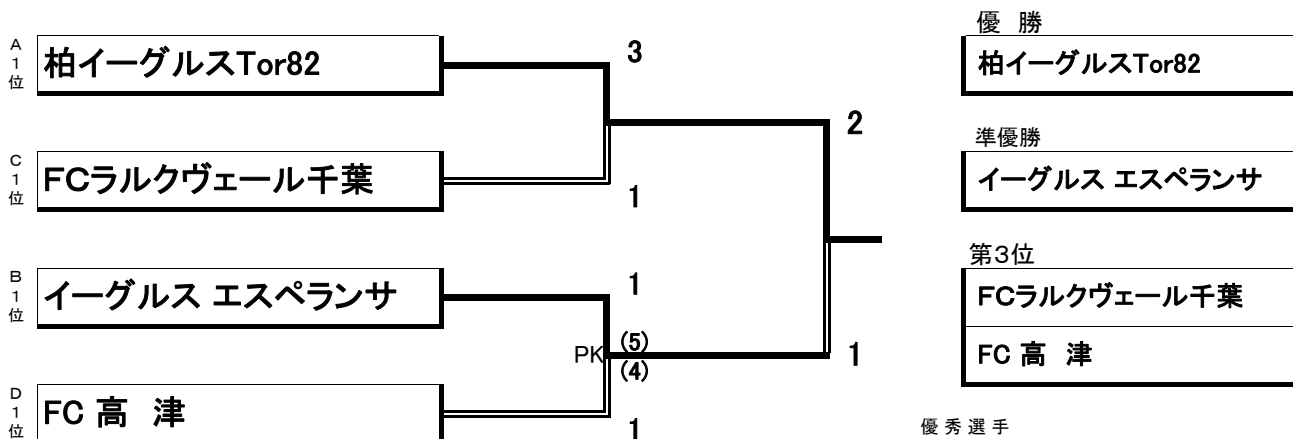 A
1
位
柏イーグルスTor82
3
C
1
位
FCラルクヴェール千葉
1
2
B
1
位
イーグルス エスペランサ
1
PK
(5)
(4)
1
D
1
位
FC 高 津
1
優 勝
柏イーグルスTor82
準優勝
イーグルス エスペランサ
第3位
FCラルクヴェール千葉
FC 高 津
優 秀 選 手